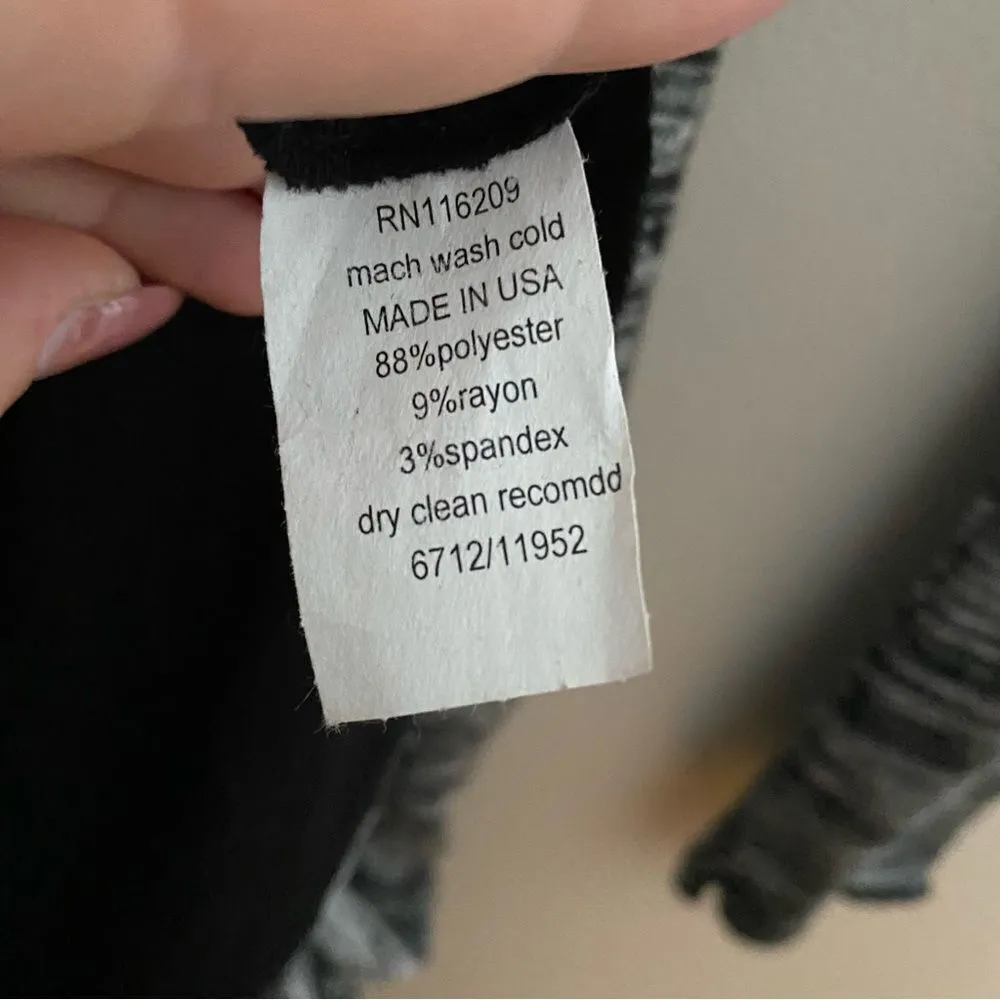 RN116209
mach wash cold
MADE IN USA
88%polyester
9%rayon
3%spandex
dry clean recomdd
6712/11952